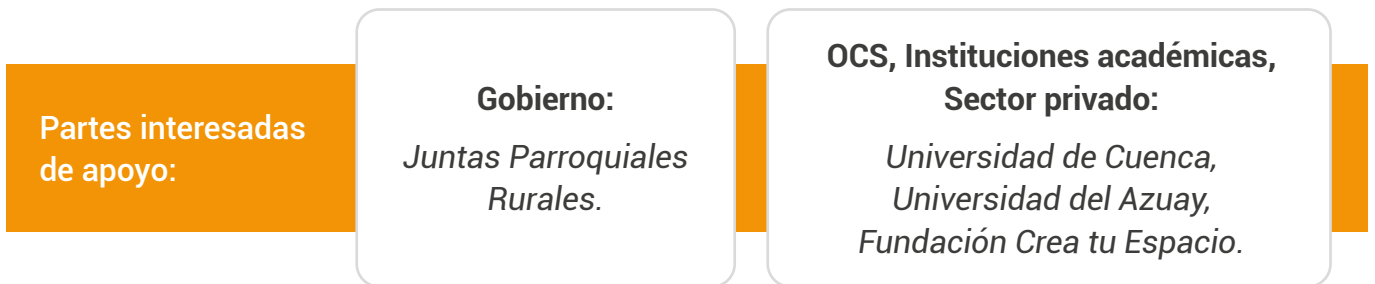 Partes interesadas
de apoyo:
Gobierno:
Juntas Parroquiales
Rurales.
OCS, Instituciones académicas,
Sector privado:
Universidad de Cuenca,
Universidad del Azuay,
Fundación Crea tu Espacio.